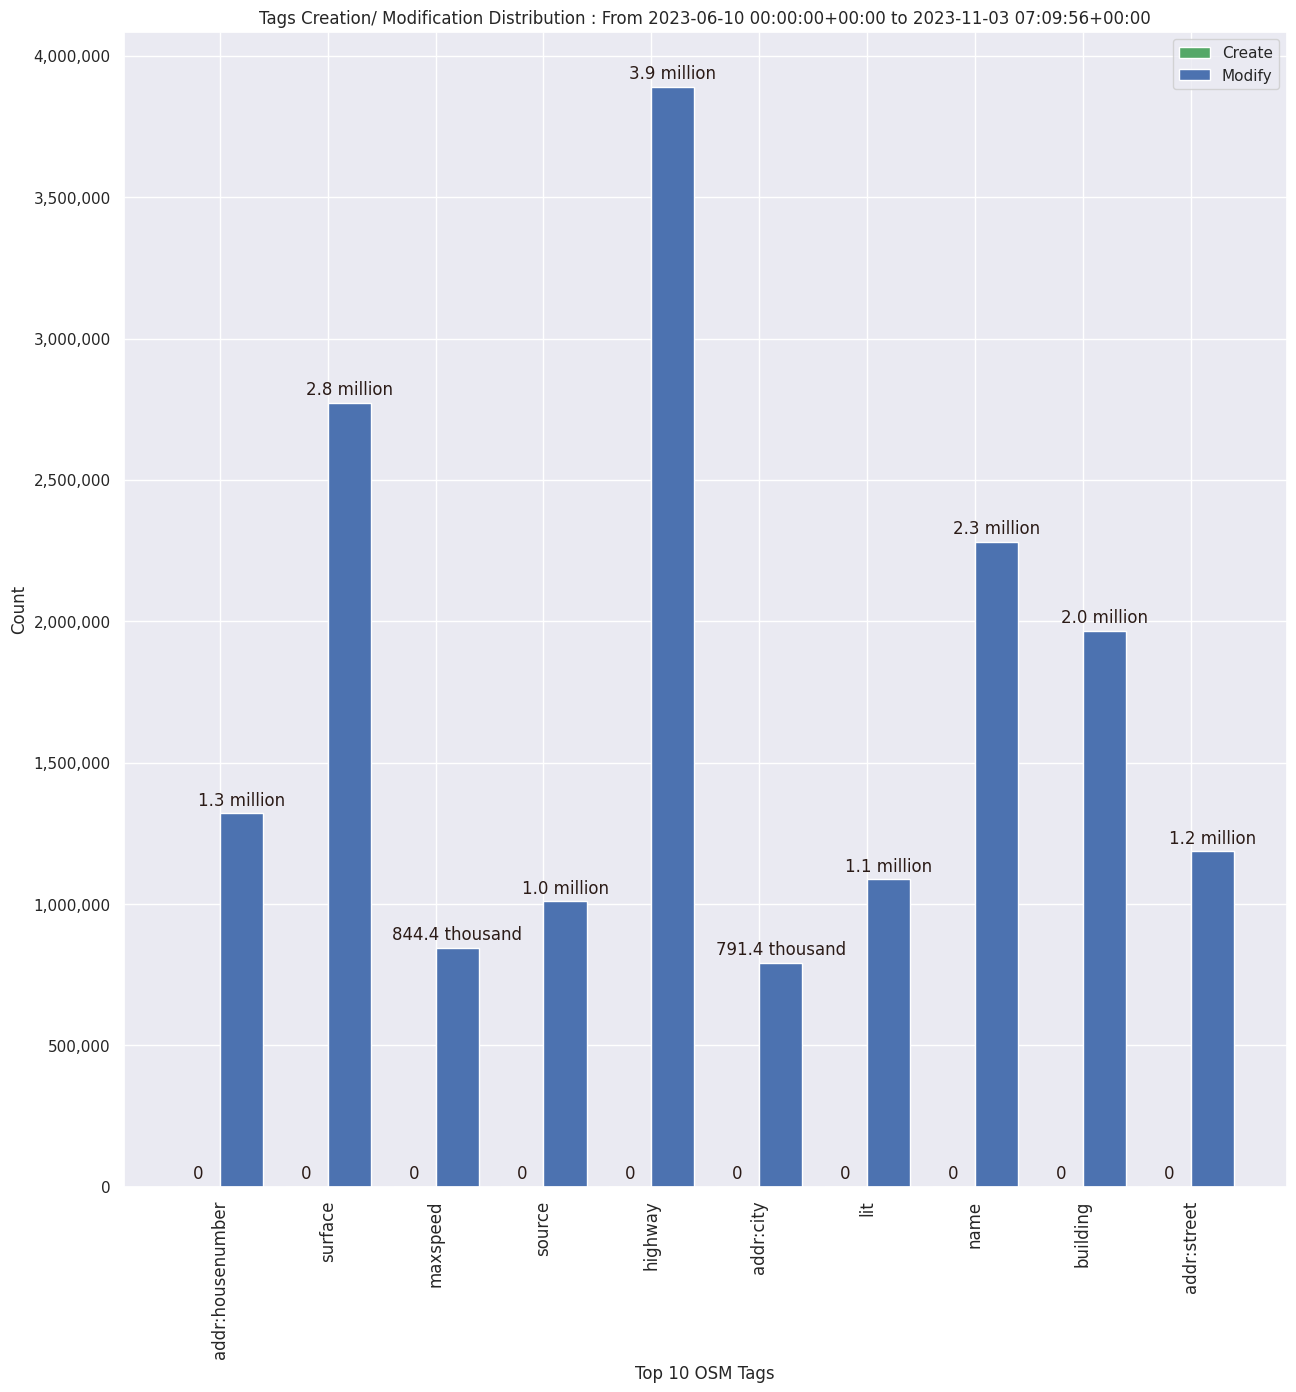 Tags Creation/ Modification Distribution : From 2023-06-10 00:00:00+00:00 to 2023-11-03 07:09:56+00:00
Create
Modify
Count
4,000,000
3,500,000
3,000,000
2,500,000
2,000,000
1,500,000
1,000,000
500,000
0
1.3 million
2.8 million
844.4 thousand
1.0 million
3.9 million
791.4 thousand
1.1 million
2.3 million
2.0 million
1.2 million
0
0
0
0
0
0
0
0
0
0
addr:housenumber
surface
maxspeed
source
highway
addr:city
lit
name
building
addr:street
Top 10 OSM Tags